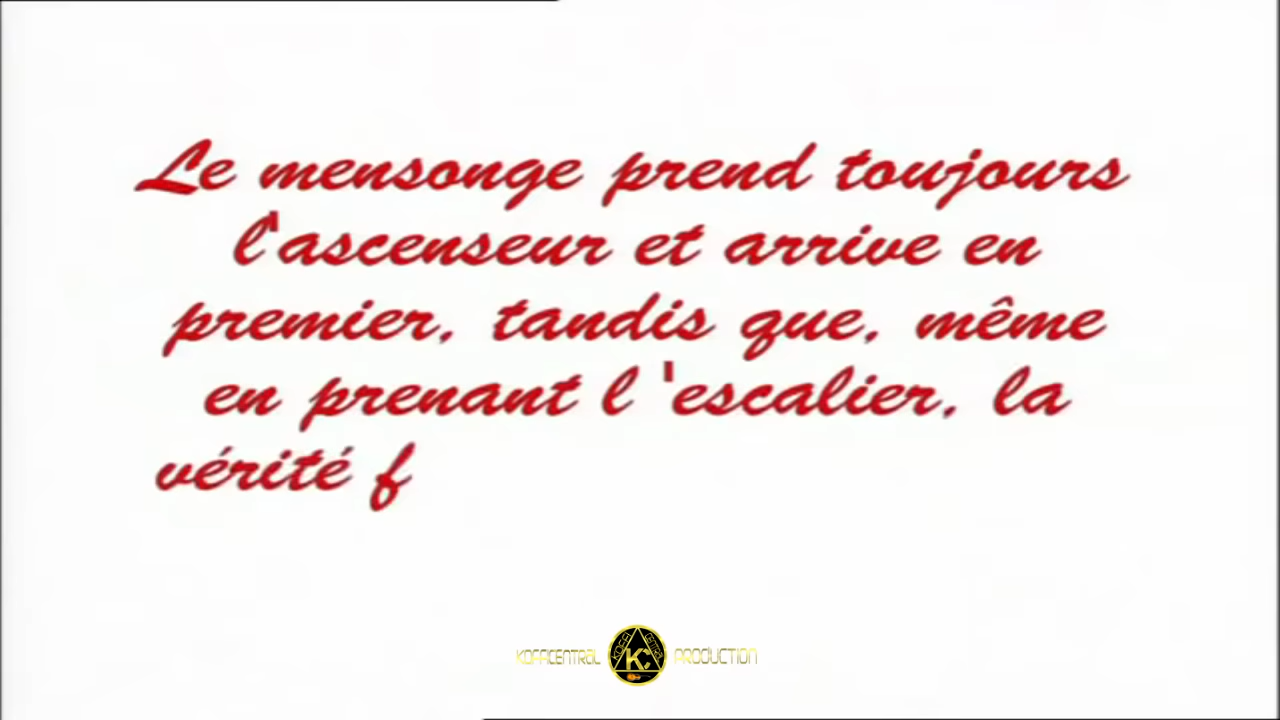 Le mensonge prend toujours
l'ascenseur et arrive en
premier, tandis que, même
en prenant l 'escalier, la
vérité f
KOFFICENTRAL KC PRODUCTION